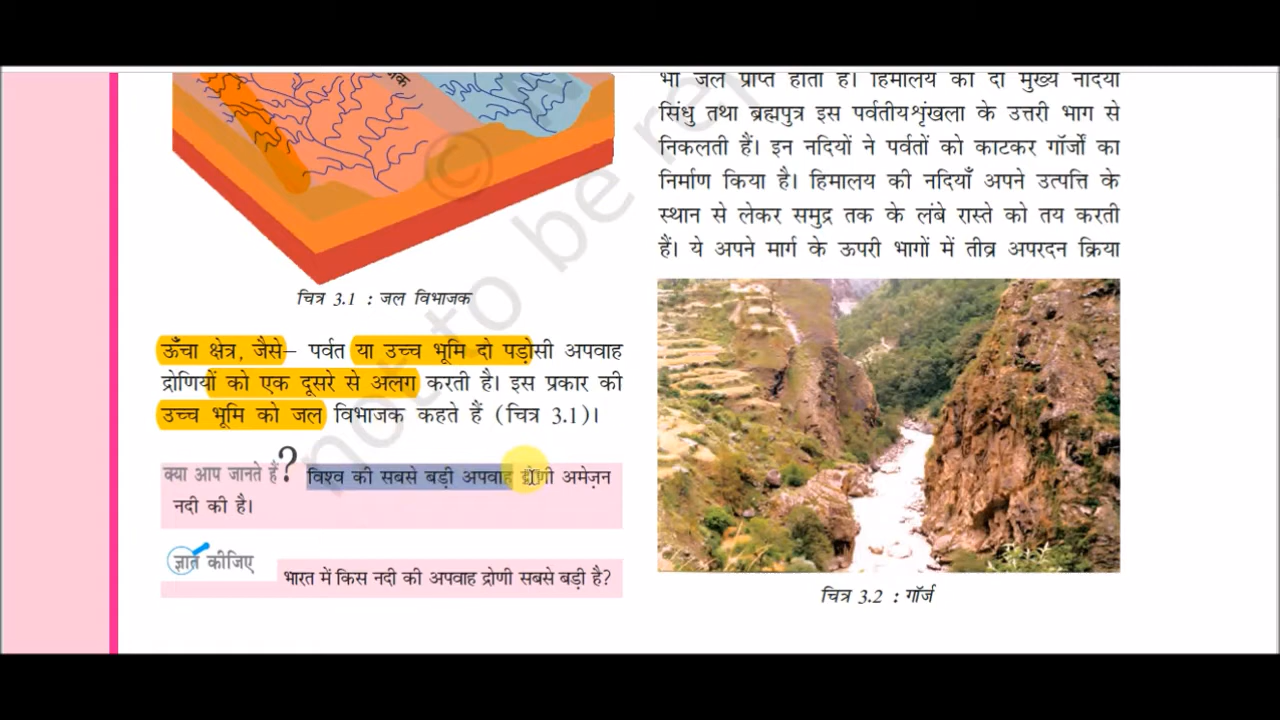 ऊँचा क्षेत्र, जैसे– पर्वत या उच्च भूमि दो पड़ोसी अपवाह
द्रोणियों को एक दूसरे से अलग करती है। इस प्रकार की
उच्च भूमि को जल विभाजक कहते हैं (चित्र 3.1)।
चित्र 3.1 : जल विभाजक
क्या आप जानते हैं? विश्व की सबसे बड़ी अपवाह द्रोणी अमेज़न
नदी की है।
ज्ञात कीजिए
भारत में किस नदी की अपवाह द्रोणी सबसे बड़ी है?
भी जल प्राप्त होता है। हिमालय की दो मुख्य नदियाँ
सिंधु तथा ब्रह्मपुत्र इस पर्वतीयशृंखला के उत्तरी भाग से
निकलती हैं। इन नदियों ने पर्वतों को काटकर गॉर्जों का
निर्माण किया है। हिमालय की नदियाँ अपने उत्पत्ति के
स्थान से लेकर समुद्र तक के लंबे रास्ते को तय करती
हैं। ये अपने मार्ग के ऊपरी भागों में तीव्र अपरदन क्रिया
चित्र 3.2 : गॉर्ज
© not to be